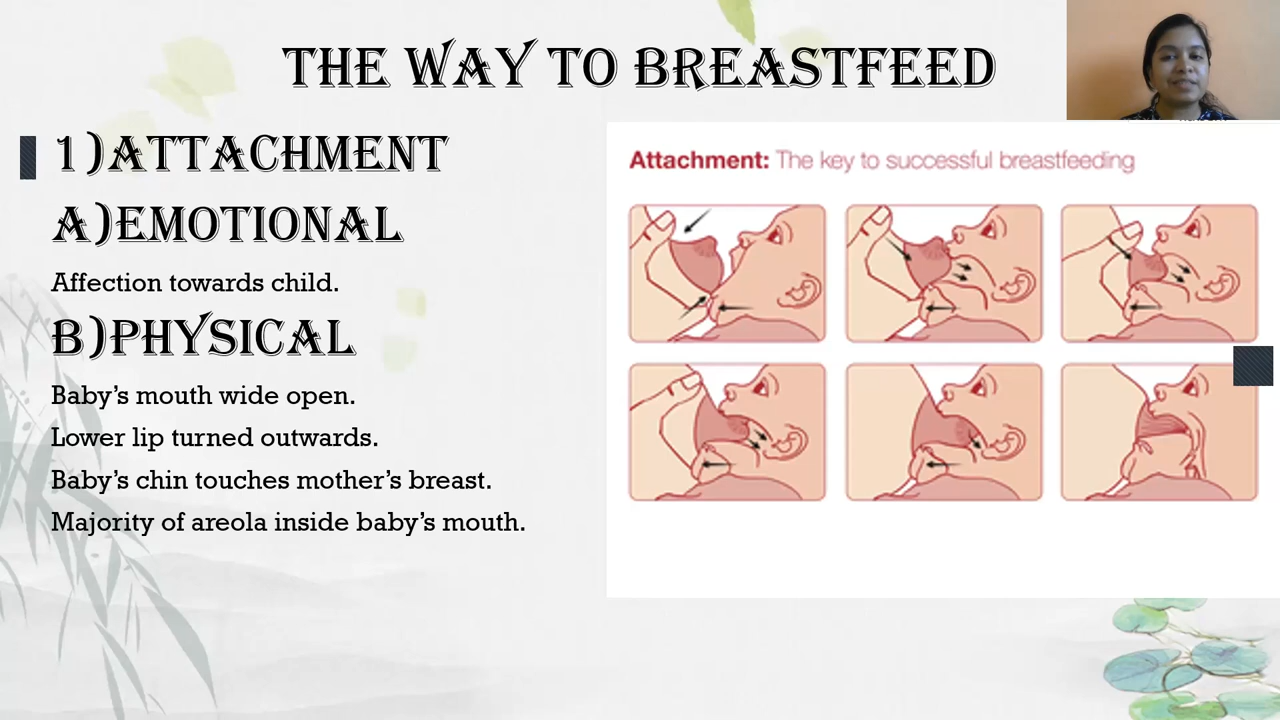 THE WAY TO BREASTFEED
1)ATTACHMENT
A)EMOTIONAL
Affection towards child.
B)PHYSICAL
Baby's mouth wide open.
Lower lip turned outwards.
Baby's chin touches mother's breast.
Majority of areola inside baby's mouth.
Attachment: The key to successful breastfeeding